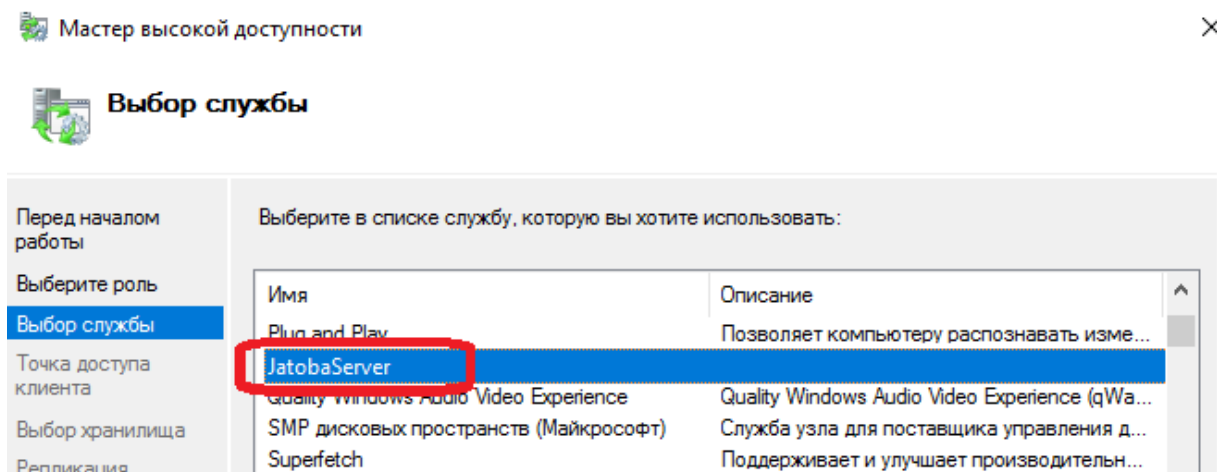 Мастер высокой доступности
Выбор службы
Перед началом
работы
Выберите роль
Выбор службы
Точка доступа
клиента
Выбор хранилища
Репликация
Выберите в списке службу, которую вы хотите использовать:
Имя Описание
Plug and Play Позволяет компьютеру распознавать изме...
JatobaServer
Quality Windows Audio Video Experience Quality Windows Audio Video Experience (qWa...
SMP дисковых пространств (Майкрософт) Служба узла для поставщика управления д...
Superfetch Поддерживает и улучшает производительн...